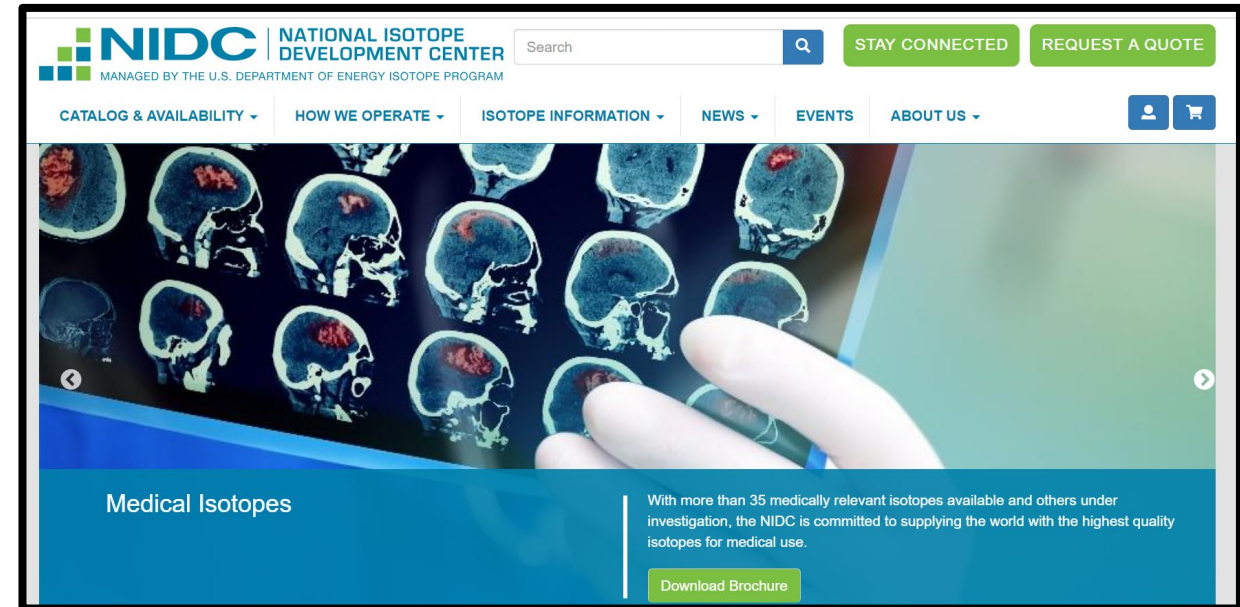 NIDC
NATIONAL ISOTOPE
DEVELOPMENT CENTER
MANAGED BY THE U.S. DEPARTMENT OF ENERGY ISOTOPE PROGRAM
Search
STAY CONNECTED
REQUEST A QUOTE
CATALOG & AVAILABILITY
HOW WE OPERATE
ISOTOPE INFORMATION
NEWS
EVENTS
ABOUT US
Medical Isotopes
With more than 35 medically relevant isotopes available and others under
investigation, the NIDC is committed to supplying the world with the highest quality
isotopes for medical use.
Download Brochure